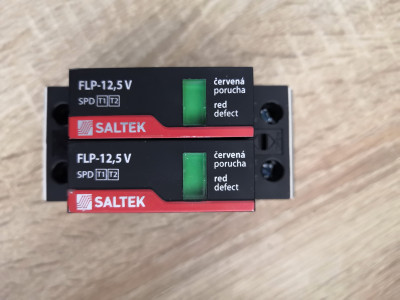 FLP-12,5 V
SPD T1 T2
SALTEK
červená
porucha
red
defect
FLP-12,5 V
SPD T1 T2
SALTEK
červená
porucha
red
defect